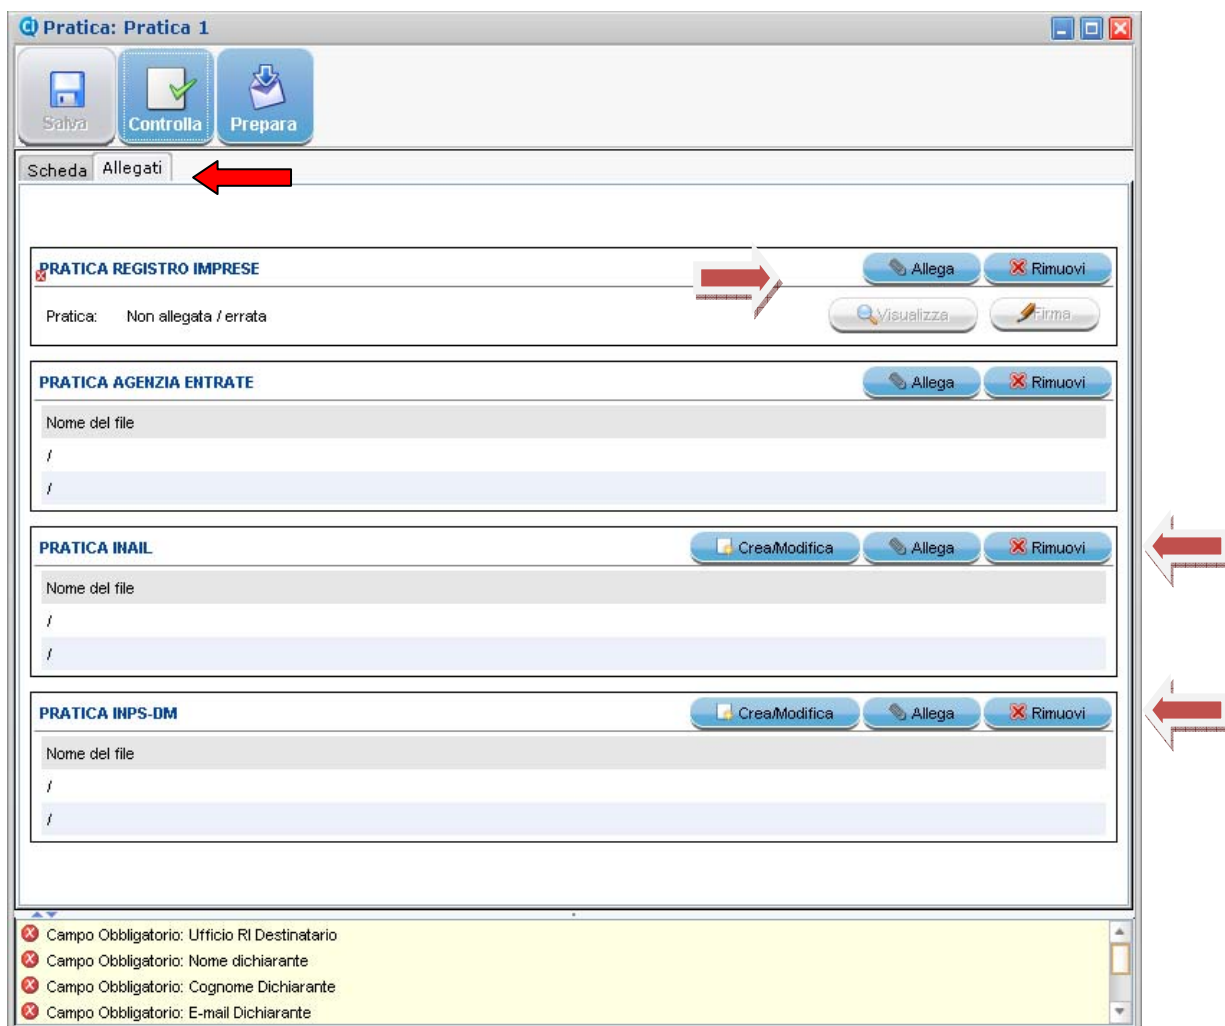 Pratica: Pratica 1
Salva Controlla Prepara
Scheda Allegati
PRATICA REGISTRO IMPRESE Allega Rimuovi
Pratica: Non allegata / errata Visualizza Firma
PRATICA AGENZIA ENTRATE Allega Rimuovi
Nome del file
/
/
PRATICA INAIL Crea/Modifica Allega Rimuovi
Nome del file
/
/
PRATICA INPS-DM Crea/Modifica Allega Rimuovi
Nome del file
/
/
Campo Obbligatorio: Ufficio RI Destinatario
Campo Obbligatorio: Nome dichiarante
Campo Obbligatorio: Cognome Dichiarante
Campo Obbligatorio: E-mail Dichiarante